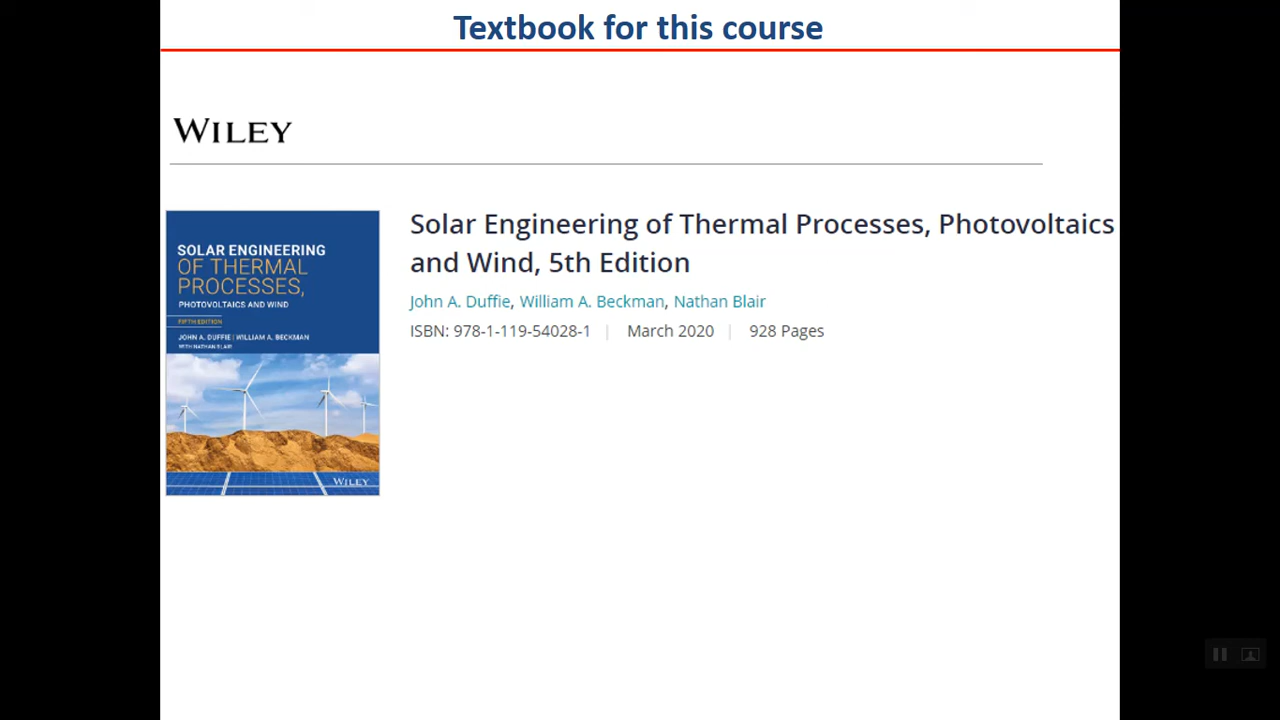 Textbook for this course
WILEY
Solar Engineering of Thermal Processes, Photovoltaics
and Wind, 5th Edition
John A. Duffie, William A. Beckman, Nathan Blair
ISBN: 978-1-119-54028-1 | March 2020 | 928 Pages
SOLAR ENGINEERING
OF THERMAL
PROCESSES,
PHOTOVOLTAICS AND WIND
FIFTH EDITION
JOHN A. DUFFIE | WILLIAM A. BECKMAN
WITH NATHAN BLAIR
WILEY